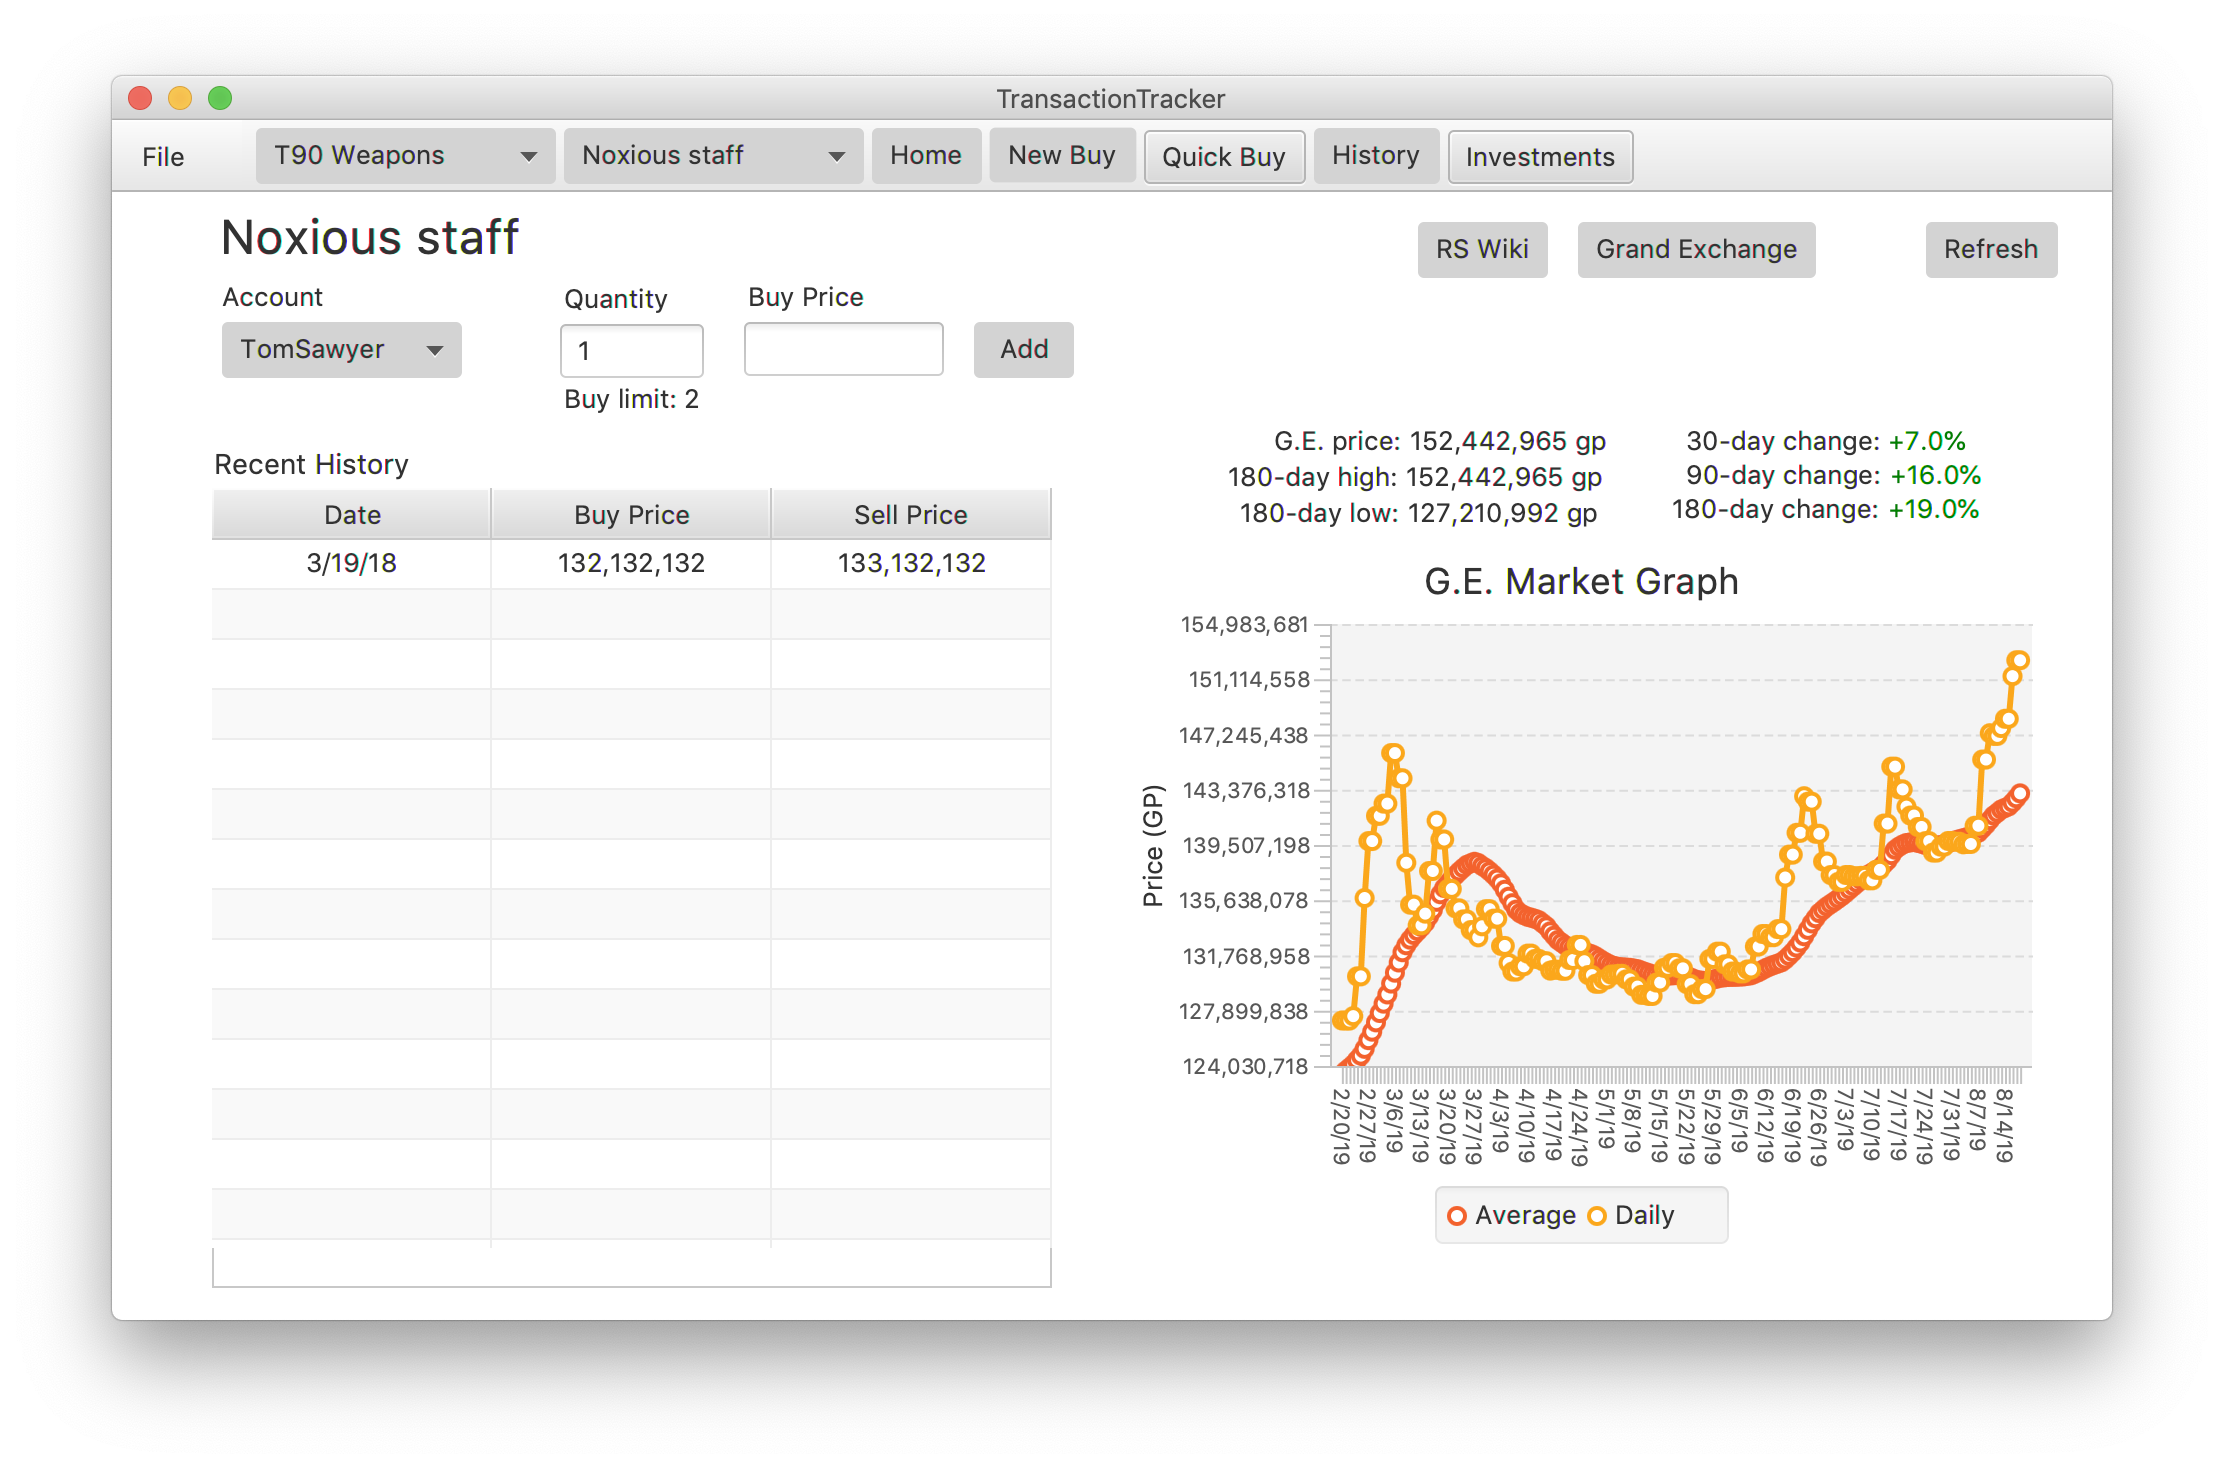 TransactionTracker
File T90 Weapons Noxious staff Home New Buy Quick Buy History Investments
Noxious staff
RS Wiki Grand Exchange Refresh
Account Quantity Buy Price
TomSawyer 1 Add
Buy limit: 2
G.E. price: 152,442,965 gp 30-day change: +7.0%
180-day high: 152,442,965 gp 90-day change: +16.0%
180-day low: 127,210,992 gp 180-day change: +19.0%
Recent History
Date Buy Price Sell Price
3/19/18 132,132,132 133,132,132
G.E. Market Graph
Price (GP)
154,983,681
151,114,558
147,245,438
143,376,318
139,507,198
135,638,078
131,768,958
127,899,838
124,030,718
2/20/19 2/27/19 3/6/19 3/13/19 3/20/19 3/27/19 4/3/19 4/10/19 4/17/19 4/24/19 5/1/19 5/8/19 5/15/19 5/22/19 5/29/19 6/5/19 6/12/19 6/19/19 6/26/19 7/3/19 7/10/19 7/17/19 7/24/19 7/31/19 8/7/19 8/14/19
Average Daily